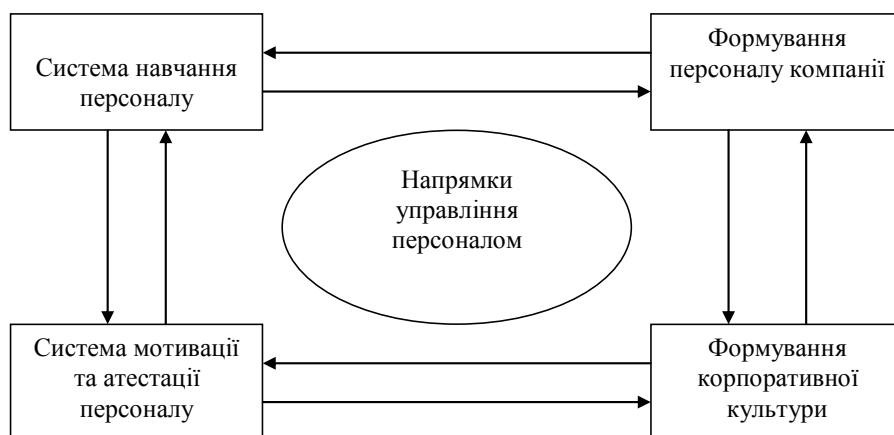 Система навчання
персоналу
Формування
персоналу компанії
Напрямки
управління
персоналом
Система мотивації
та атестації
персоналу
Формування
корпоративної
культури